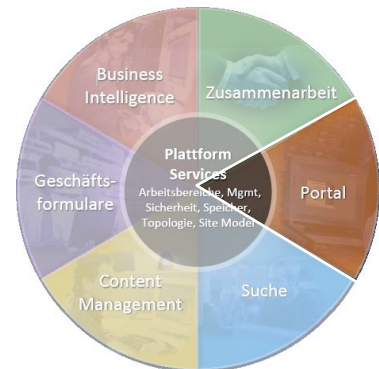 Business
Intelligence
Zusammenarbeit
Plattform
Services
Arbeitsbereiche, Mgmt,
Sicherheit, Speicher,
Topologie, Site Model
Geschäfts-
formulare
Portal
Content
Management
Suche